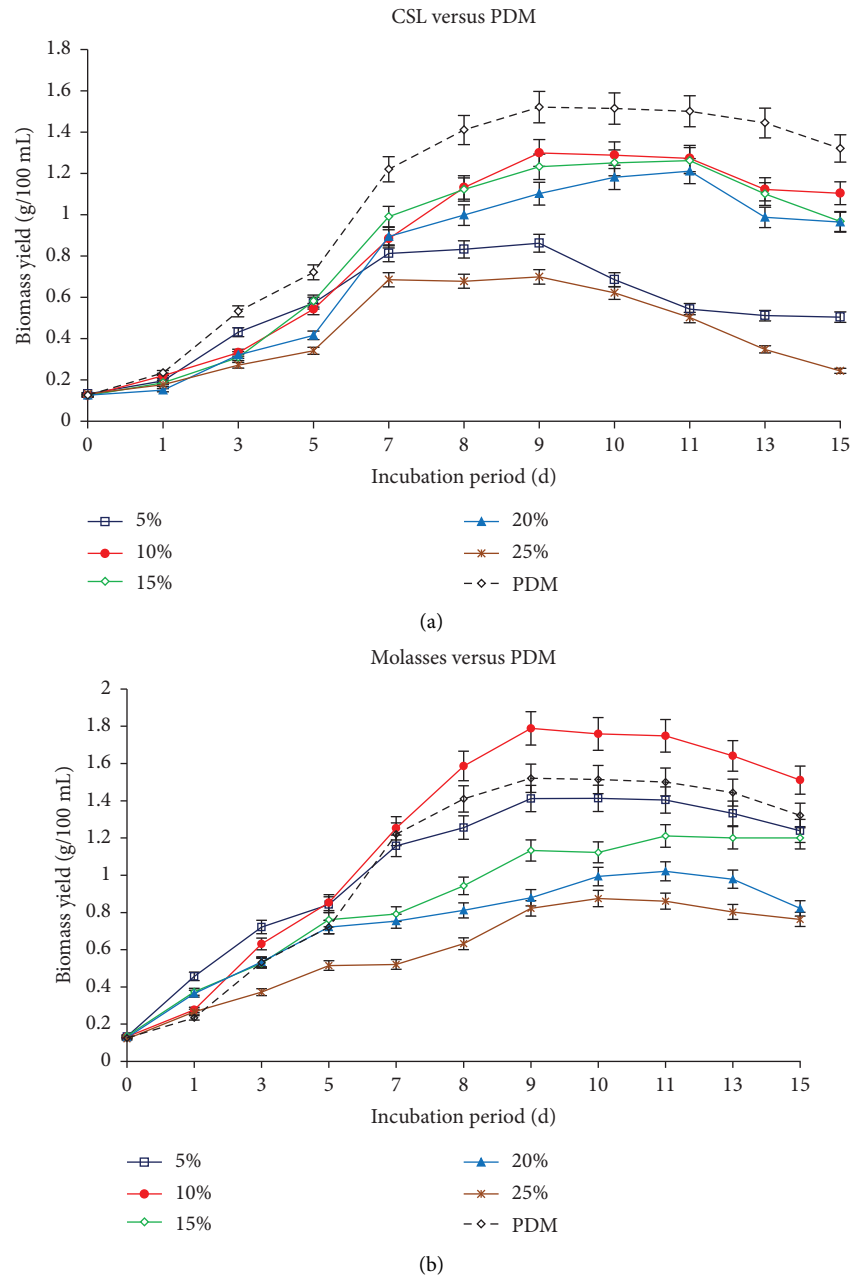 CSL versus PDM
1.8
1.6
1.4
1.2
1
0.8
0.6
0.4
0.2
0
Biomass yield (g/100 mL)
0 1 3 5 7 8 9 10 11 13 15
Incubation period (d)
5% 20%
10% 25%
15% PDM
(a)
Molasses versus PDM
2
1.8
1.6
1.4
1.2
1
0.8
0.6
0.4
0.2
0
Biomass yield (g/100 mL)
0 1 3 5 7 8 9 10 11 13 15
Incubation period (d)
5% 20%
10% 25%
15% PDM
(b)